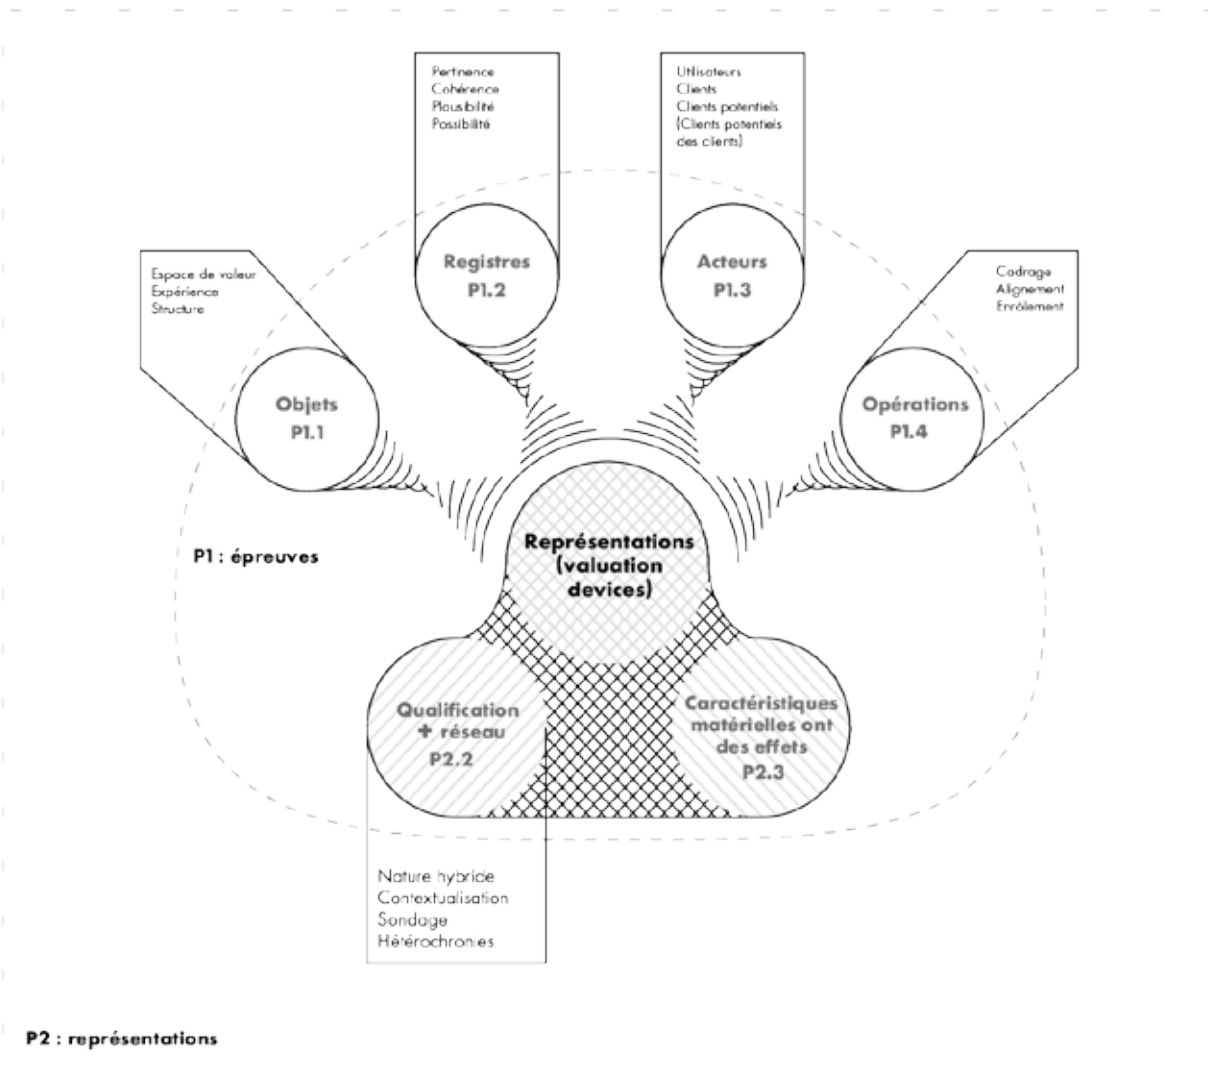 Pertinence
Cohérence
Plausibilité
Possibilité
Utilisateurs
Clients
Clients potentiels
(Clients potentiels
des clients)
Registres
P1.2
Acteurs
P1.3
Espace de valeur
Expérience
Structure
Cadrage
Alignement
Enrôlement
Objets
P1.1
Opérations
P1.4
P1 : épreuves
Représentations
(valuation
devices)
Qualification
+ réseau
P2.2
Caractéristiques
matérielles ont
des effets
P2.3
Nature hybride
Contextualisation
Sondage
Hétérochronies
P2 : représentations